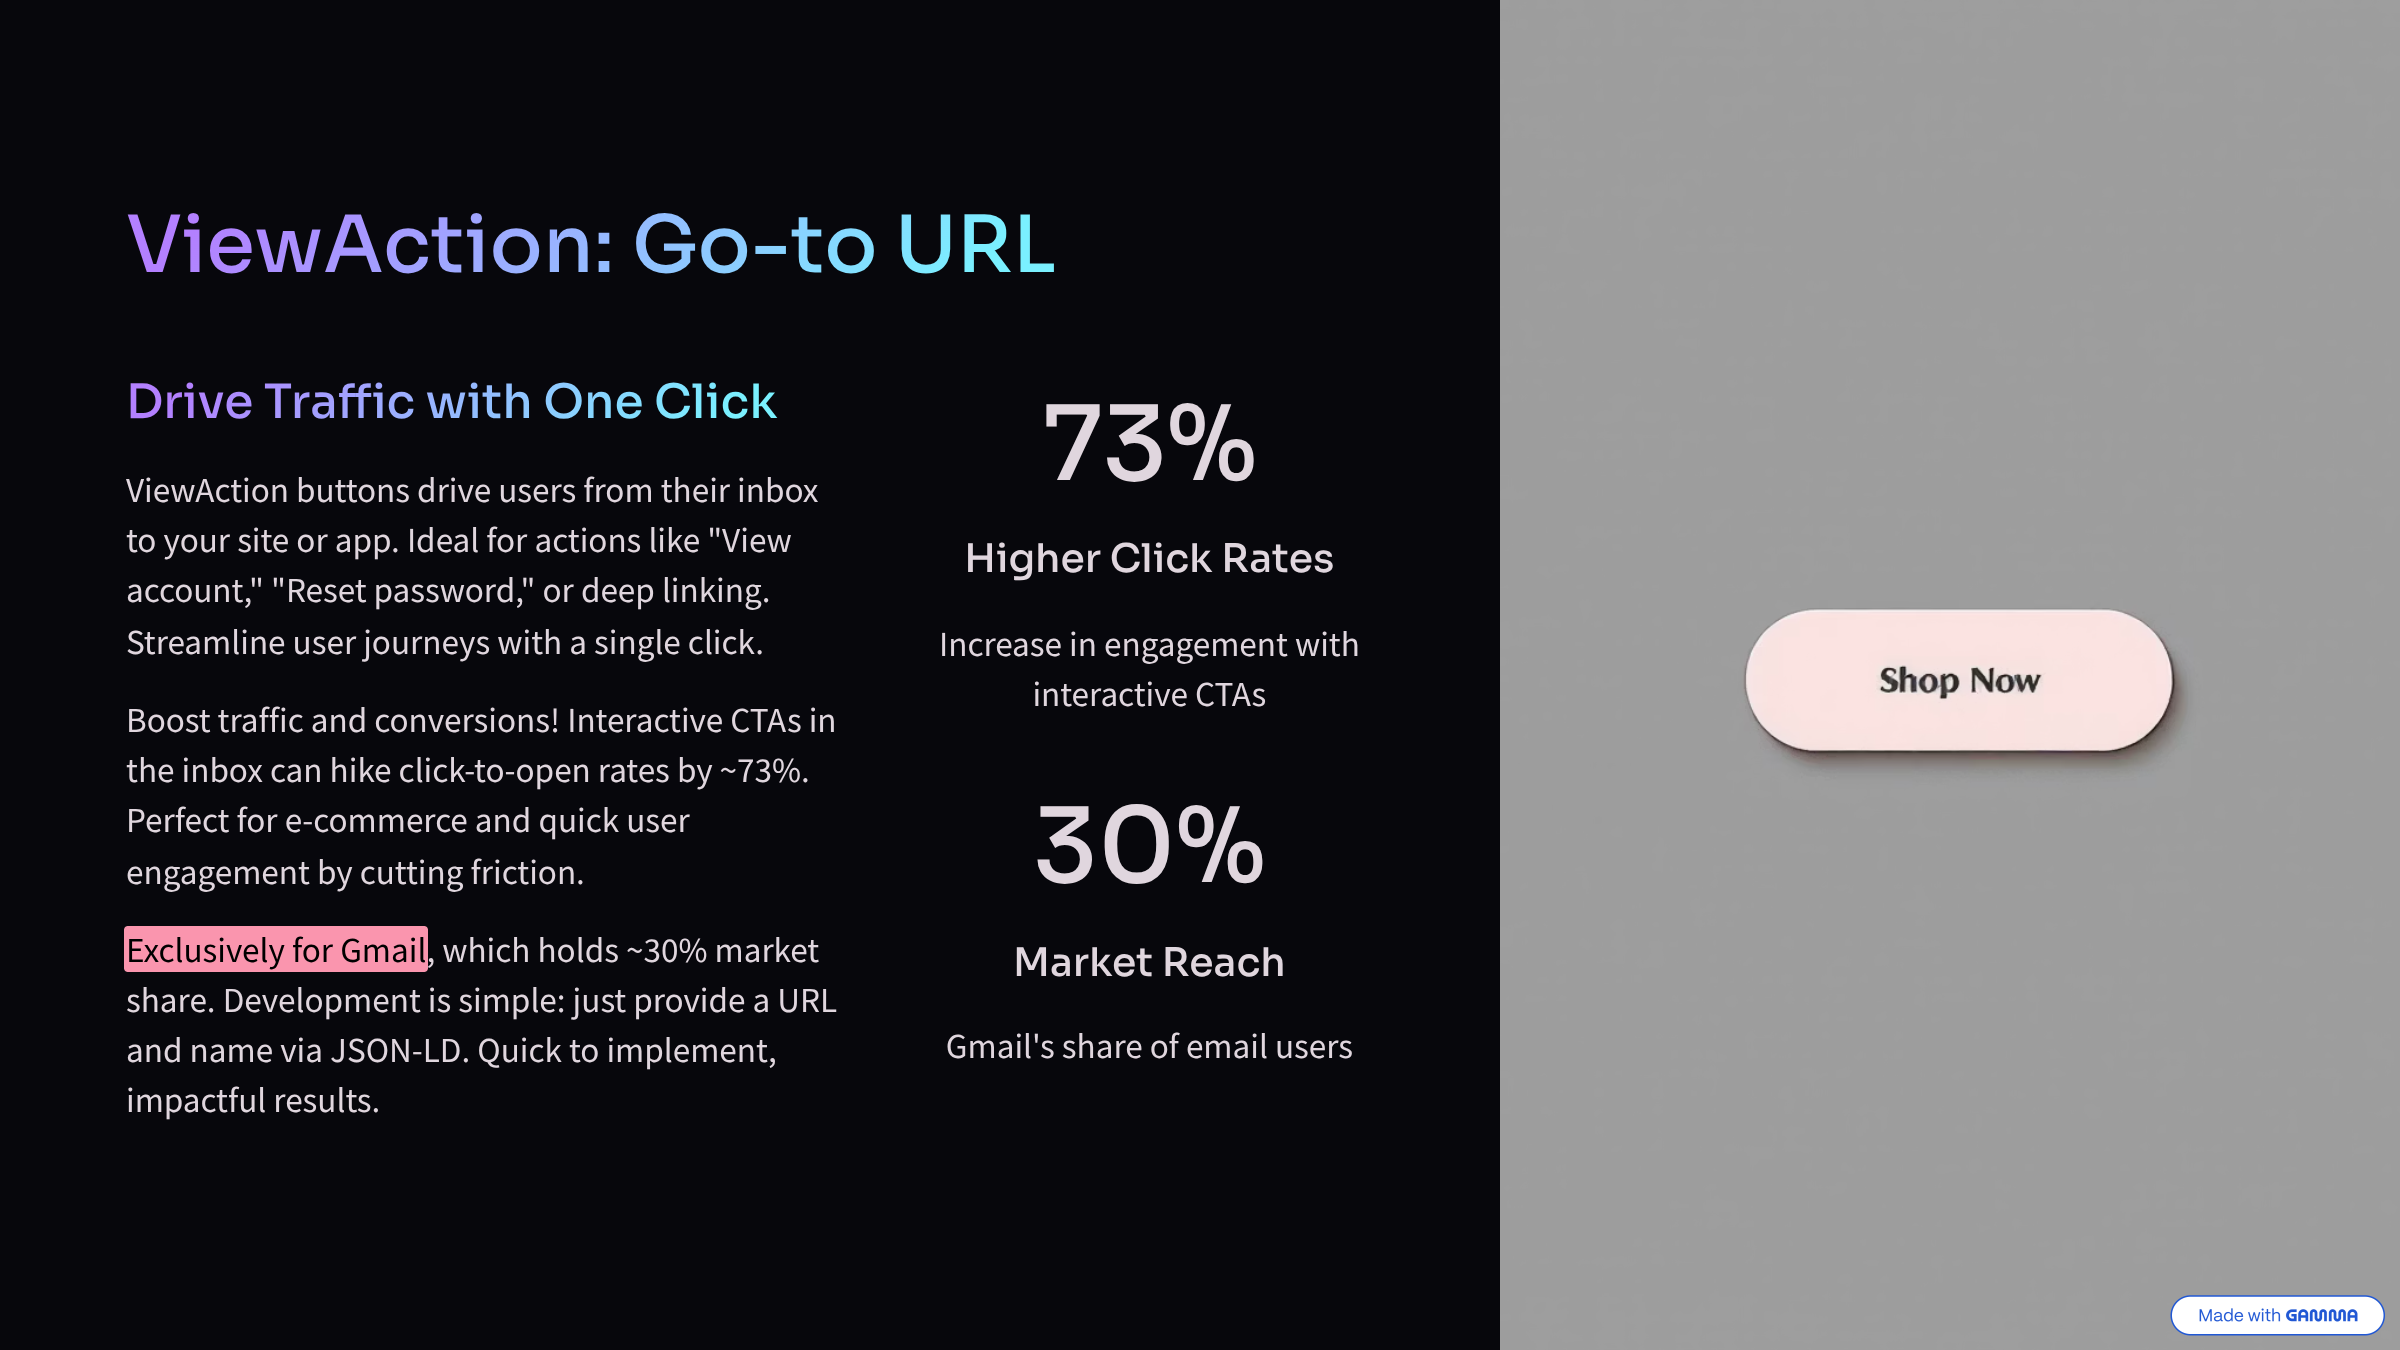 ViewAction: Go-to URL
Drive Traffic with One Click
ViewAction buttons drive users from their inbox
to your site or app. Ideal for actions like "View
account," "Reset password," or deep linking.
Streamline user journeys with a single click.
Boost traffic and conversions! Interactive CTAs in
the inbox can hike click-to-open rates by ~73%.
Perfect for e-commerce and quick user
engagement by cutting friction.
Exclusively for Gmail, which holds ~30% market
share. Development is simple: just provide a URL
and name via JSON-LD. Quick to implement,
impactful results.
73%
Higher Click Rates
Increase in engagement with
interactive CTAs
30%
Market Reach
Gmail's share of email users
Shop Now
Made with GAMMA